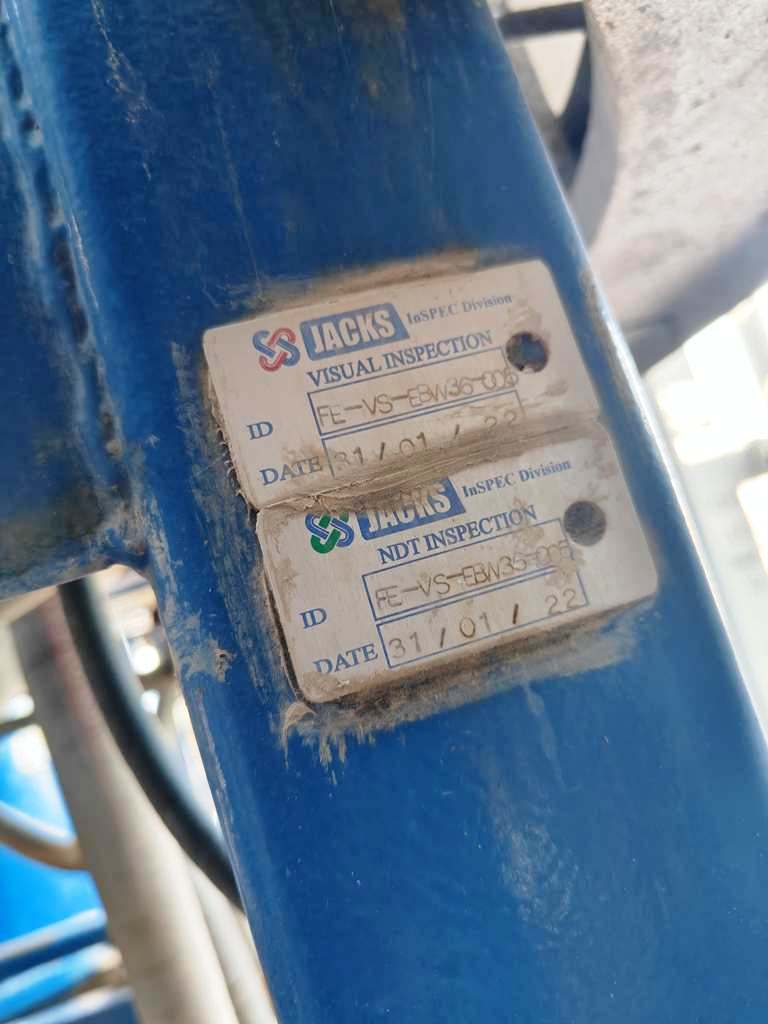 JACKS InSPEC Division
VISUAL INSPECTION
ID FE-VS-EBW36-005
DATE 31/01/22
JACKS InSPEC Division
NDT INSPECTION
ID FE-VS-EBW36-005
DATE 31/01/22